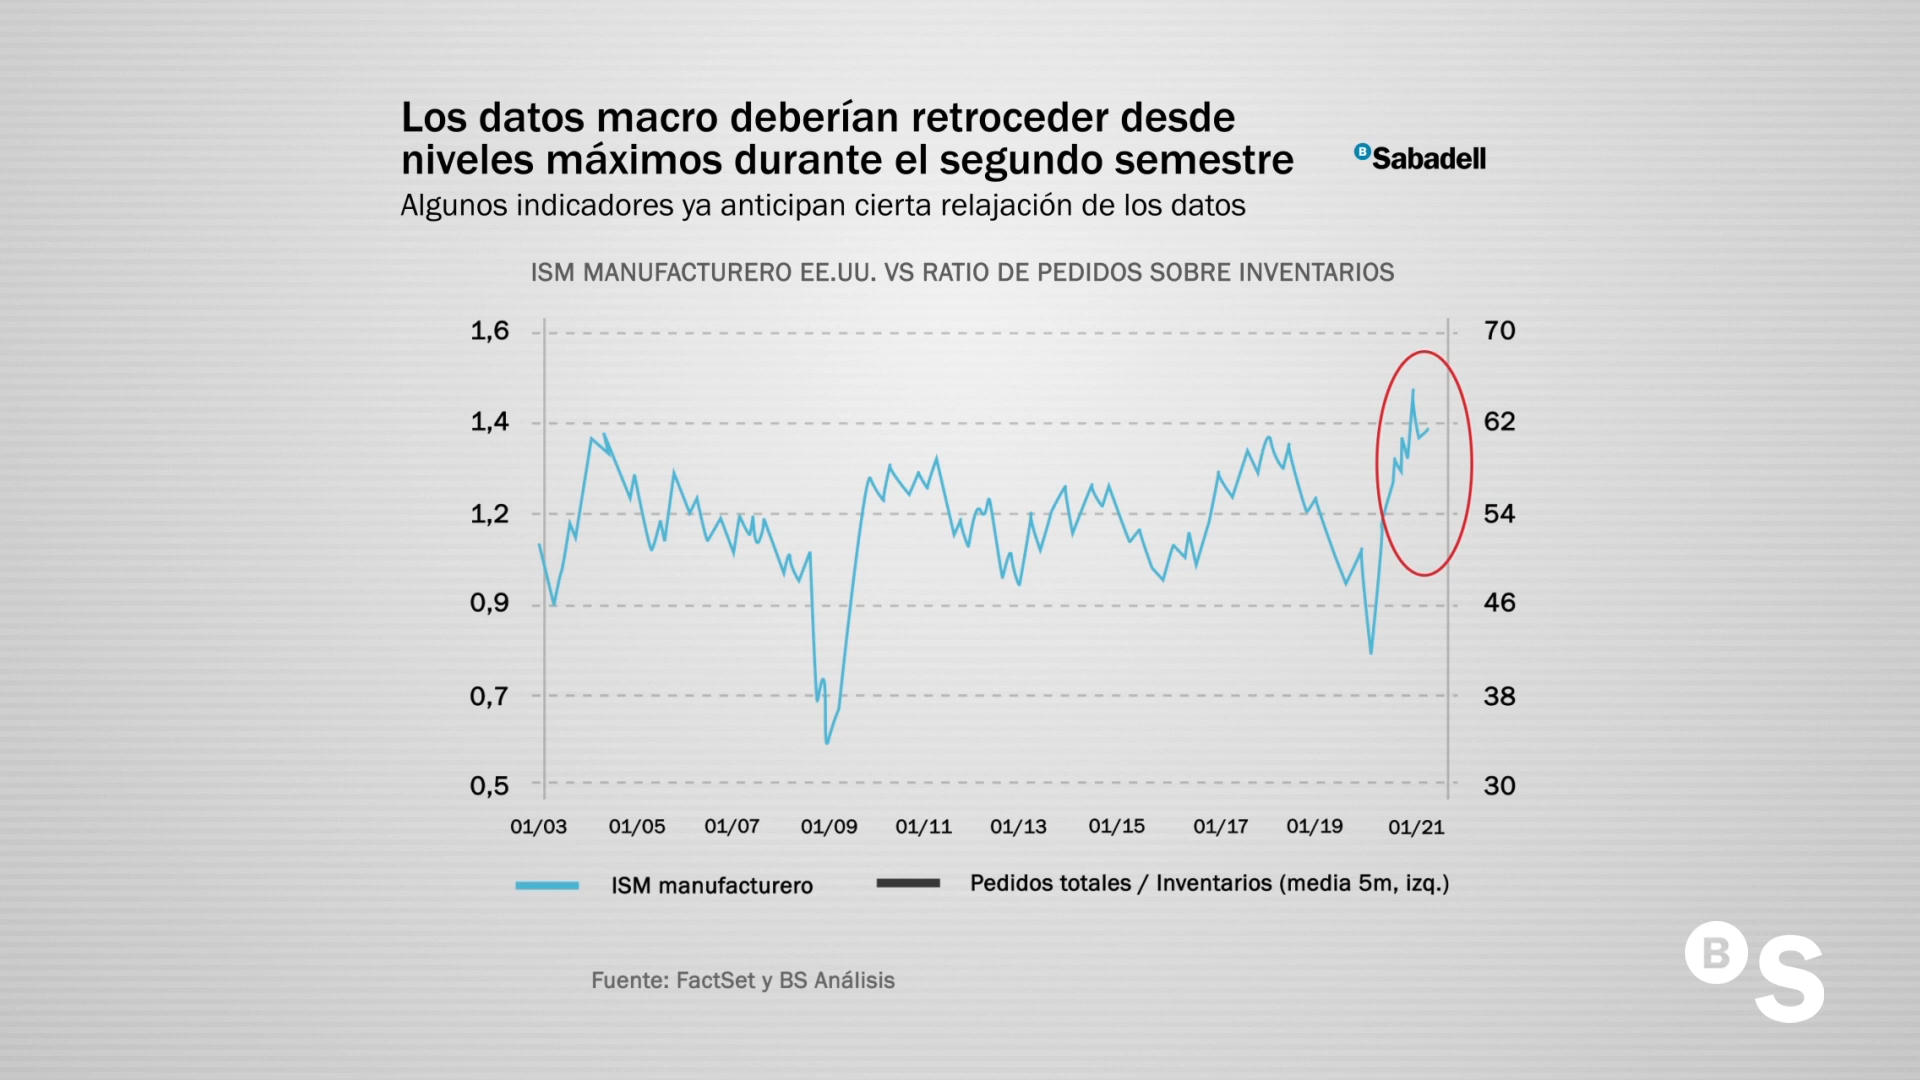 Los datos macro deberían retroceder desde
niveles máximos durante el segundo semestre
B Sabadell
Algunos indicadores ya anticipan cierta relajación de los datos
ISM MANUFACTURERO EE.UU. VS RATIO DE PEDIDOS SOBRE INVENTARIOS
1,6 70
1,4 62
1,2 54
0,9 46
0,7 38
0,5 30
01/03 01/05 01/07 01/09 01/11 01/13 01/15 01/17 01/19 01/21
ISM manufacturero Pedidos totales / Inventarios (media 5m, izq.)
Fuente: FactSet y BS Análisis
B S